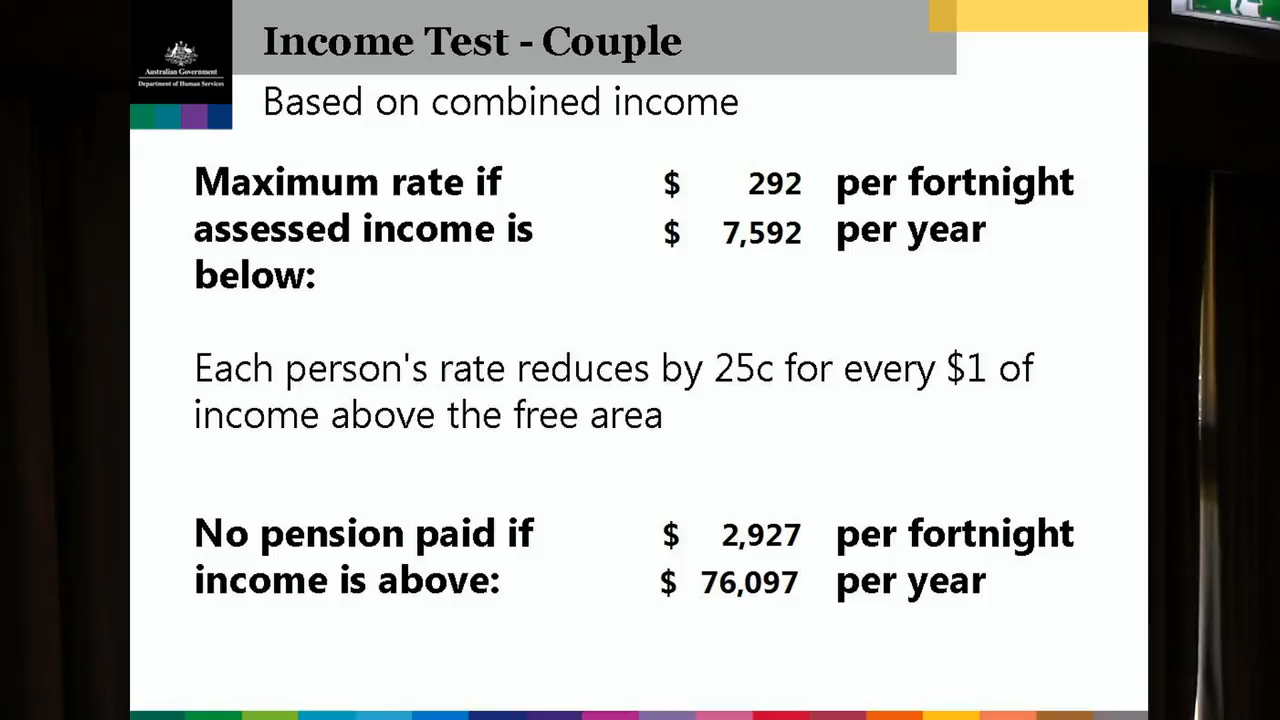 Australian Government
Department of Human Services
Income Test - Couple
Based on combined income
Maximum rate if $ 292 per fortnight
assessed income is $ 7,592 per year
below:
Each person's rate reduces by 25c for every $1 of
income above the free area
No pension paid if $ 2,927 per fortnight
income is above: $ 76,097 per year